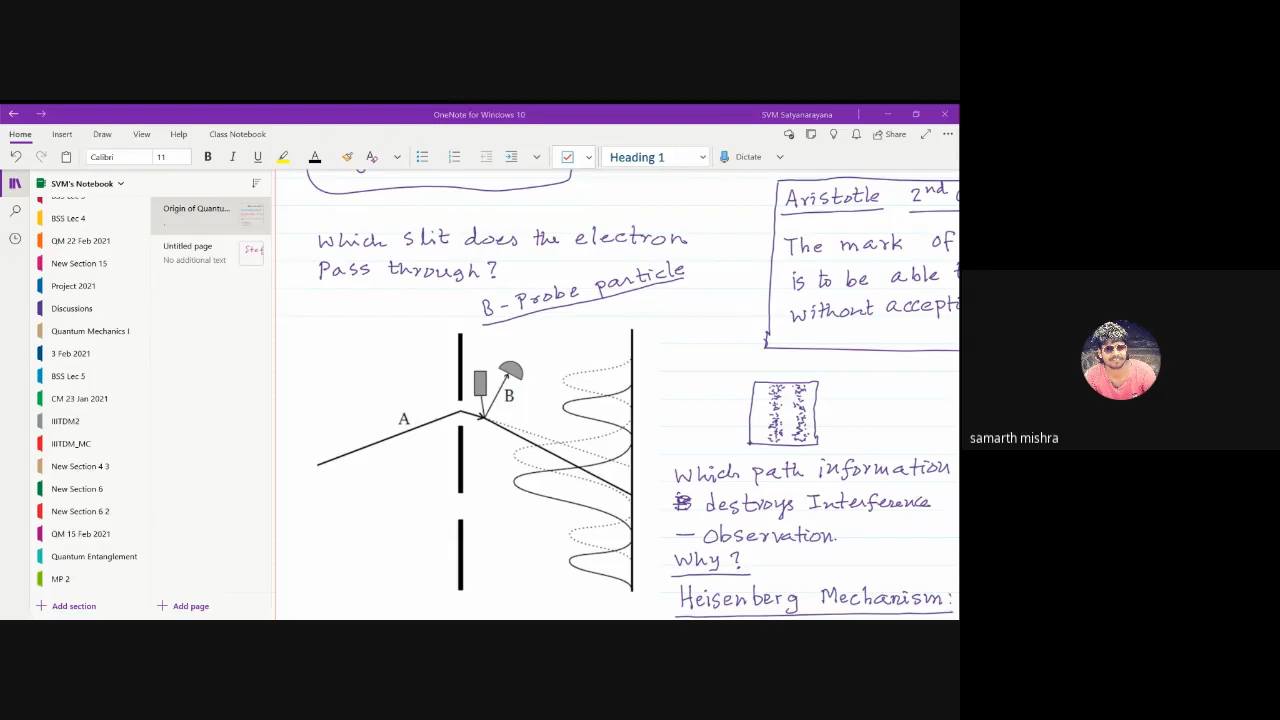 OneNote for Windows 10
SVM Satyanarayana
Home
Insert
Draw
View
Help
Class Notebook
Share
Calibri
11
B
I
U
A
Heading 1
Dictate
SVM's Notebook
BSS Lec 4
QM 22 Feb 2021
New Section 15
Project 2021
Discussions
Quantum Mechanics I
3 Feb 2021
BSS Lec 5
CM 23 Jan 2021
IIITDM2
IIITDM_MC
New Section 4 3
New Section 6
New Section 6 2
QM 15 Feb 2021
Quantum Entanglement
MP 2
Add section
Origin of Quantu...
Untitled page
No additional text
Add page
Which slit does the electron
Pass through?
B - Probe particle
A
B
Aristotle 2nd
The mark of
is to be able
without accepti
Which path information
destroys Interference
- Observation.
Why?
Heisenberg Mechanism:
samarth mishra